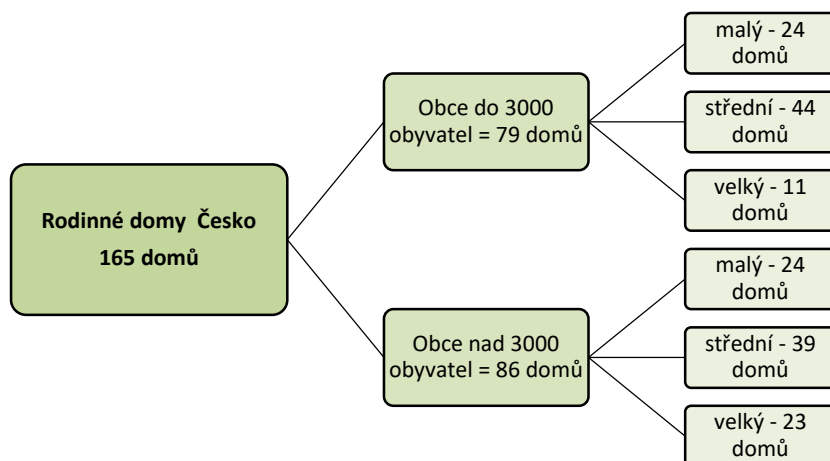 Rodinné domy Česko
165 domů
Obce do 3000
obyvatel = 79 domů
malý - 24
domů
střední - 44
domů
velký - 11
domů
Obce nad 3000
obyvatel = 86 domů
malý - 24
domů
střední - 39
domů
velký - 23
domů